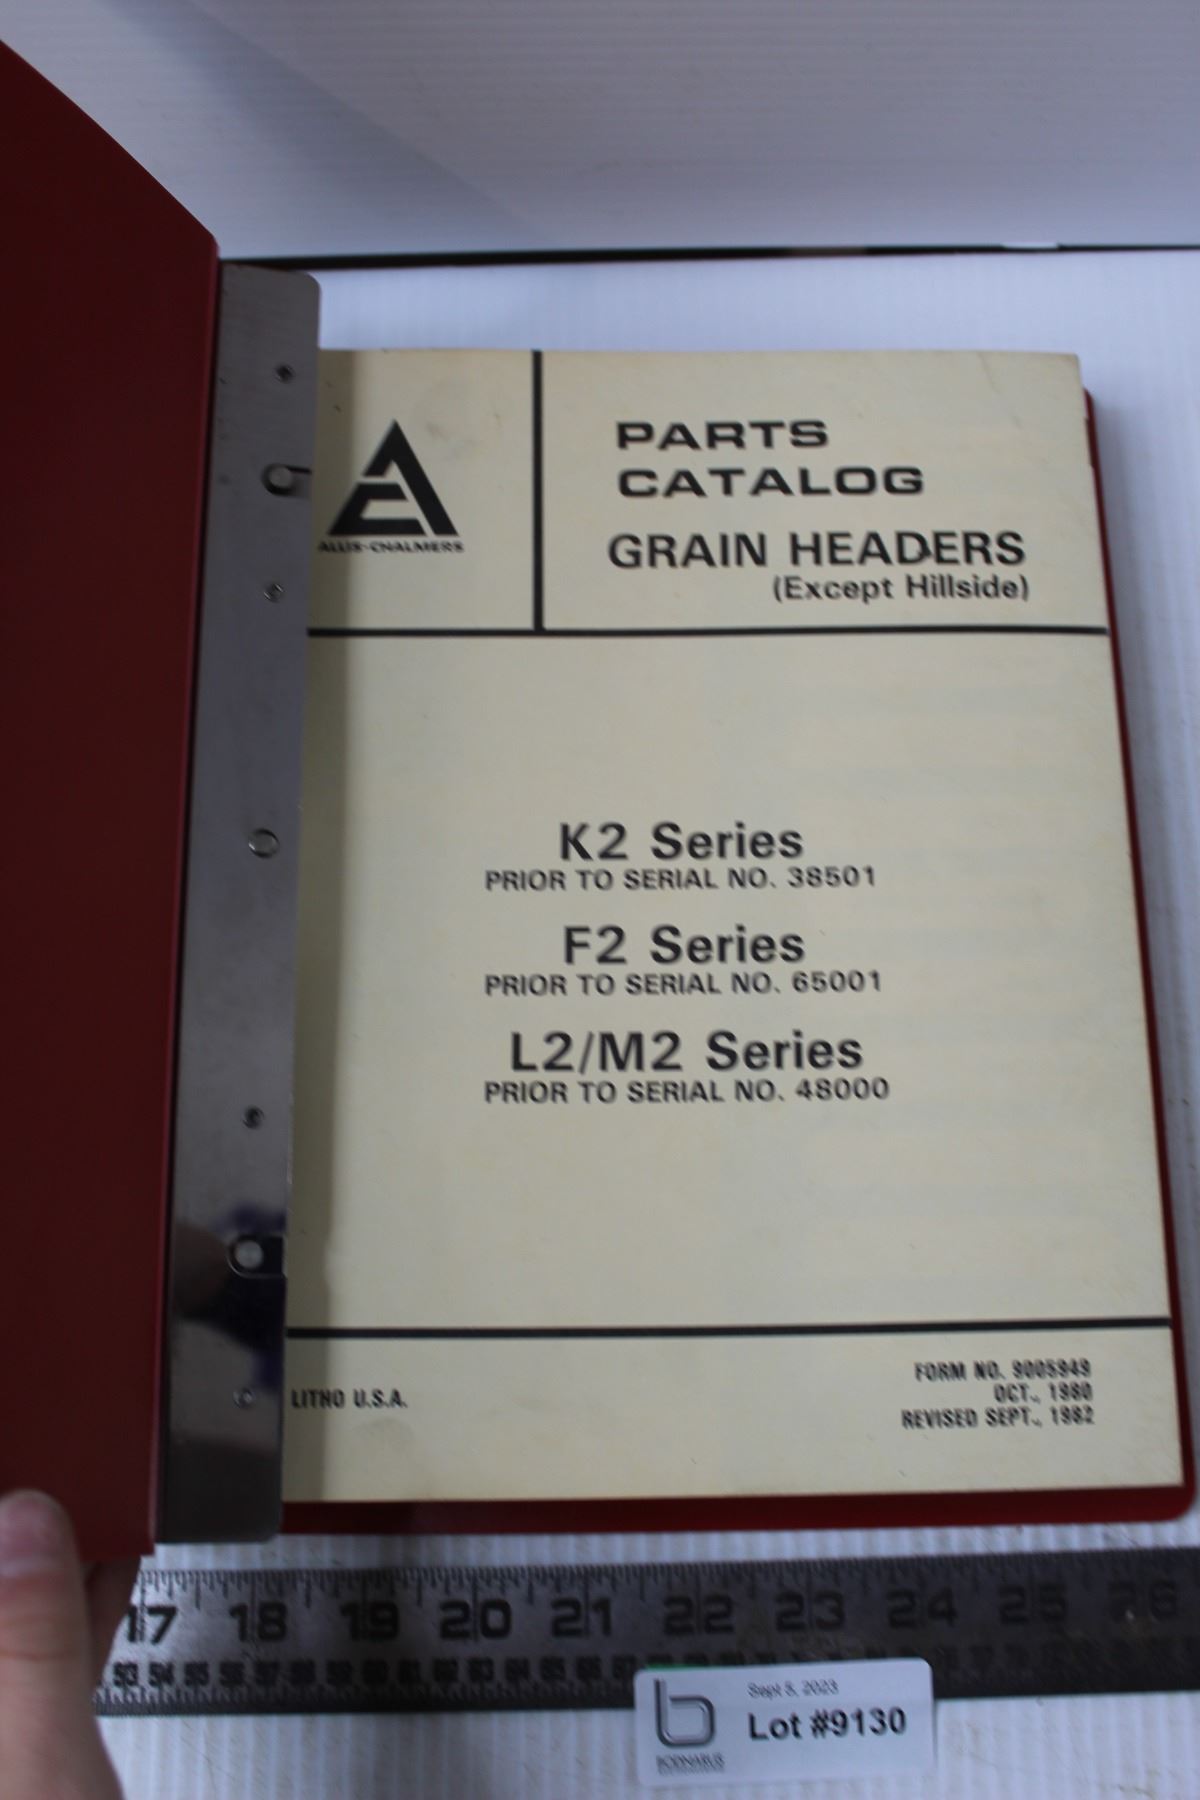 ALLIS-CHALMERS
PARTS
CATALOG
GRAIN HEADERS
(Except Hillside)
K2 Series
PRIOR TO SERIAL NO. 38501
F2 Series
PRIOR TO SERIAL NO. 65001
L2/M2 Series
PRIOR TO SERIAL NO. 48000
LITHO U.S.A.
FORM NO. 9005949
OCT., 1980
REVISED SEPT., 1982
17 18 19 20 21 22 23 24 25 26
Sept 5, 2023
Lot #9130
BODNARUS